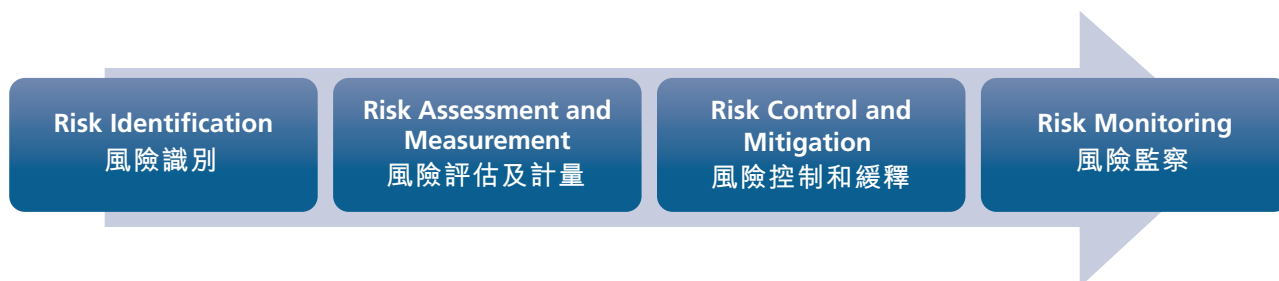 Risk Identification
風險識別
Risk Assessment and
Measurement
風險評估及計量
Risk Control and
Mitigation
風險控制和緩釋
Risk Monitoring
風險監察